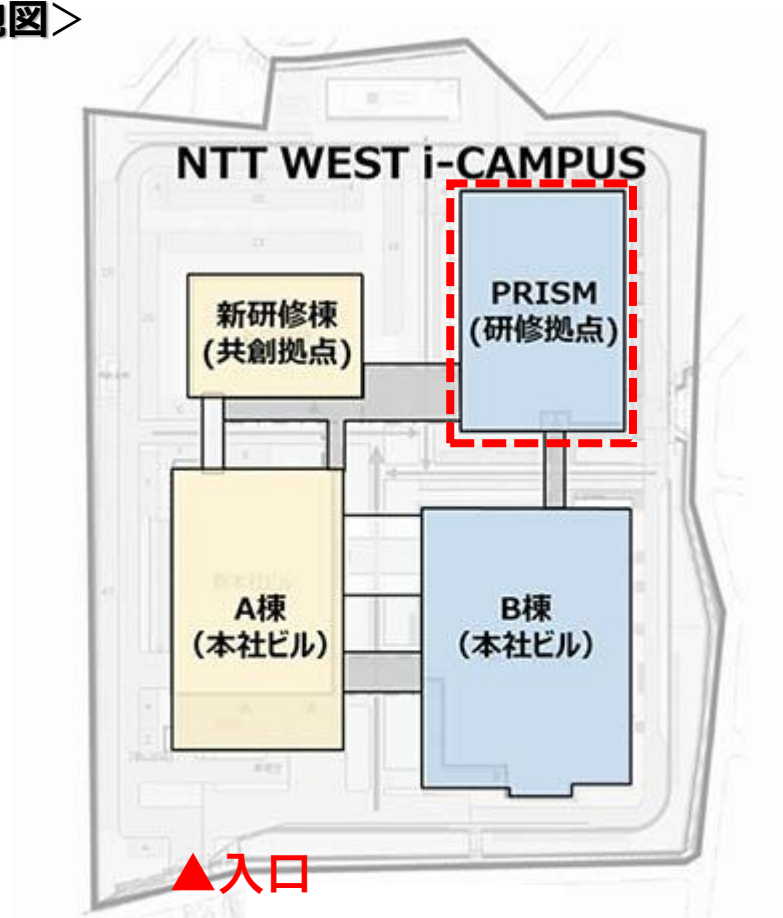 図>
NTT WEST i-CAMPUS
PRISM
(研修拠点)
新研修棟
(共創拠点)
A棟
(本社ビル)
B棟
(本社ビル)
▲入口